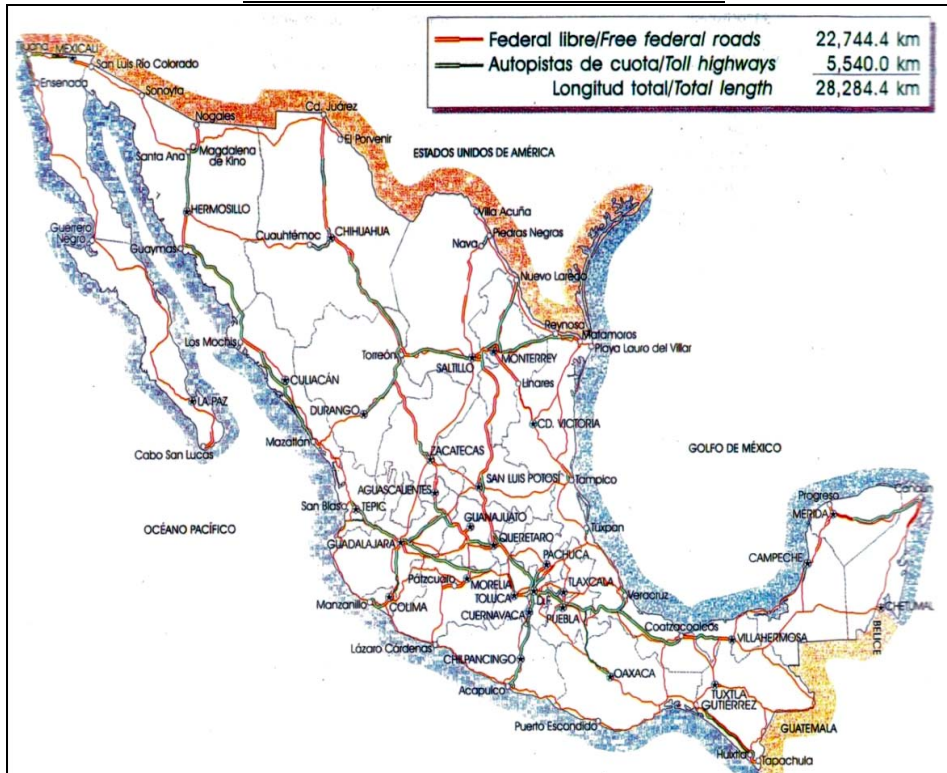 Federal libre/Free federal roads 22,744.4 km
Autopistas de cuota/Toll highways 5,540.0 km
Longitud total/Total length 28,284.4 km
MEXICALI
San Luis Río Colorado
Ensenada
Sonoyta
Nogales
Cd. Juárez
El Porvenir
Santa Ana
Magdalena
de Kino
ESTADOS UNIDOS DE AMÉRICA
HERMOSILLO
Villa Acuña
Guerrero
Negro
Cuauhtémoc
CHIHUAHUA
Piedras Negras
Nava
Guaymas
Nuevo Laredo
Reynosa
Matamoros
Los Mochis
Playa Lauro del Villar
Torreón
SALTILLO
MONTERREY
CULIACÁN
Linares
LA PAZ
DURANGO
CD. VICTORIA
Mazatlán
Cabo San Lucas
ZACATECAS
GOLFO DE MÉXICO
SAN LUIS POTOSÍ
Tampico
AGUASCALIENTES
Cancún
Progreso
San Blas
TEPIC
MERIDA
OCÉANO PACÍFICO
GUANAJUATO
Tuxpan
GUADALAJARA
QUERETARO
PACHUCA
CAMPECHE
Pátzcuaro
MORELIA
TLAXCALA
TOLUCA
D.F.
Veracruz
Manzanillo
COLIMA
CUERNAVACA
PUEBLA
CHETUMAL
Coatzacoalcos
VILLAHERMOSA
BELICE
Lázaro Cárdenas
CHILPANCINGO
OAXACA
Acapulco
TUXTLA
GUTIÉRREZ
Puerto Escondido
GUATEMALA
Huixtla
Tapachula